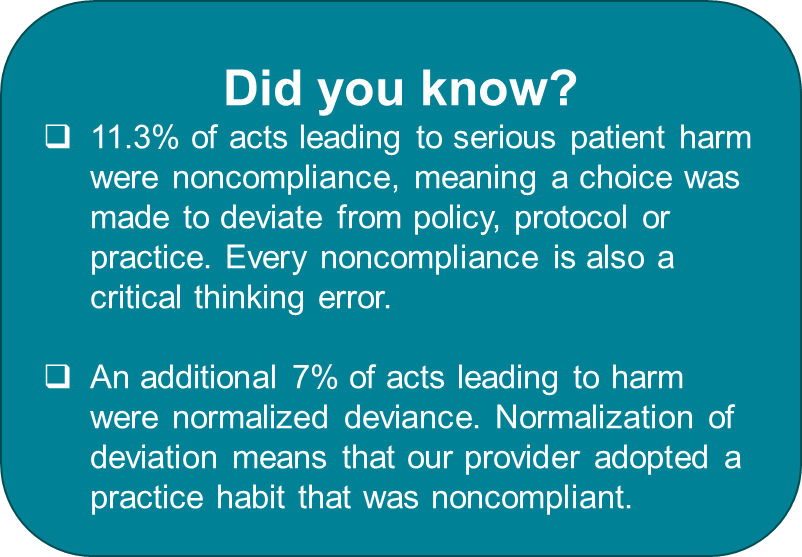 Did you know?
❑ 11.3% of acts leading to serious patient harm
were noncompliance, meaning a choice was
made to deviate from policy, protocol or
practice. Every noncompliance is also a
critical thinking error.
❑ An additional 7% of acts leading to harm
were normalized deviance. Normalization of
deviation means that our provider adopted a
practice habit that was noncompliant.